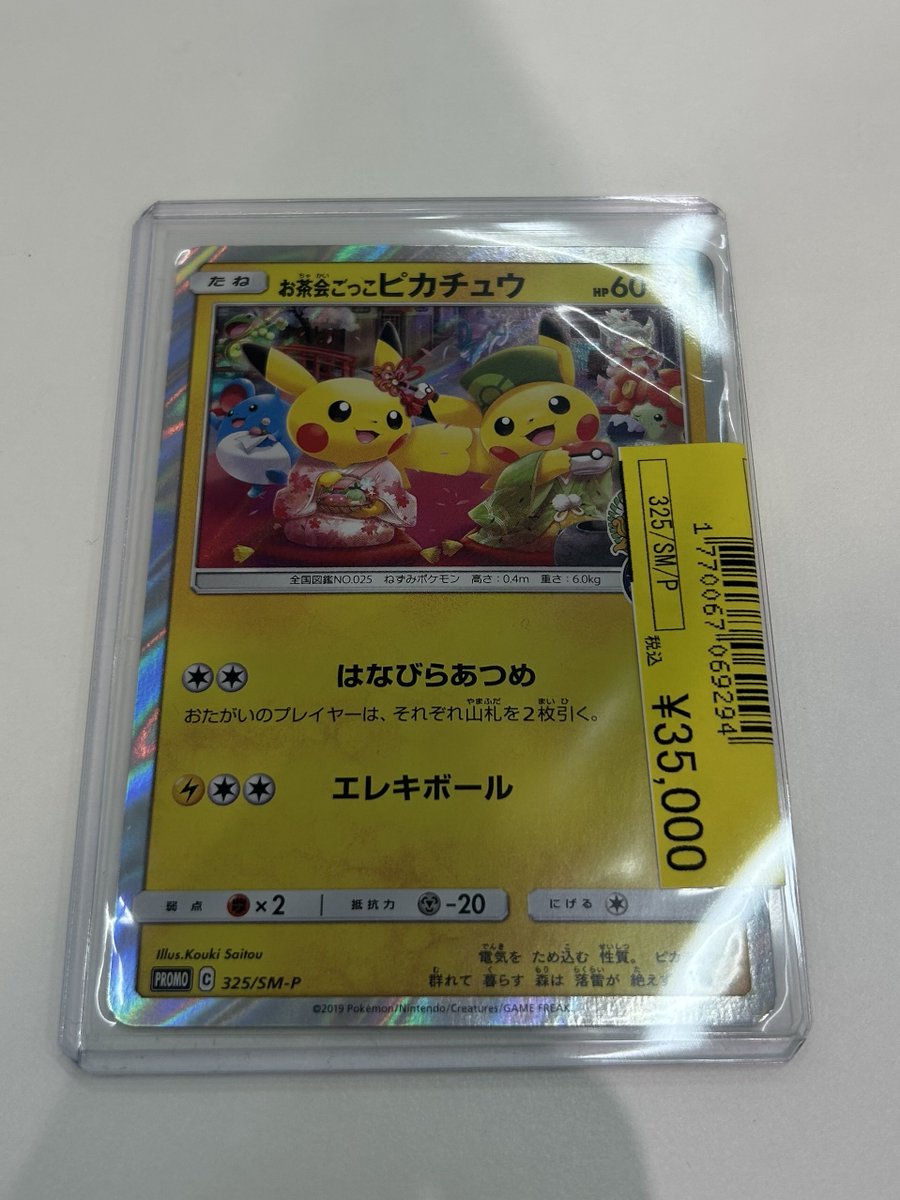 たね
お茶会ごっこピカチュウ
HP60
全国図鑑NO.025 ねずみポケモン 高さ:0.4m 重さ:6.0kg
はなびらあつめ
おたがいのプレイヤーは、それぞれ山札を2枚引く。
エレキボール
弱点 ×2 抵抗力 -20 にげる
Illus.Kouki Saitou
電気を ため込む 性質。 ピカ
群れて 暮らす 森は 落雷が 絶えず
PROMO C 325/SM-P
©2019 Pokémon/Nintendo/Creatures/GAME FREAK.
325/SM/P
1770067069294
税込
¥35,000